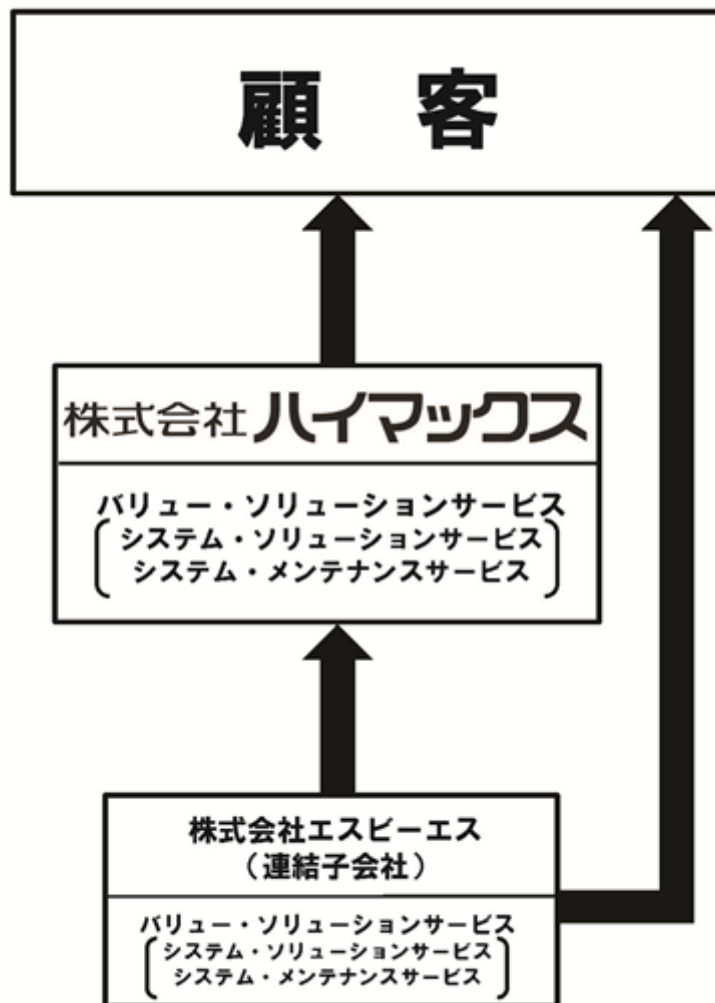 顧　客
株式会社ハイマックス
バリュー・ソリューションサービス
システム・ソリューションサービス
システム・メンテナンスサービス
株式会社エスビーエス
（連結子会社）
バリュー・ソリューションサービス
システム・ソリューションサービス
システム・メンテナンスサービス